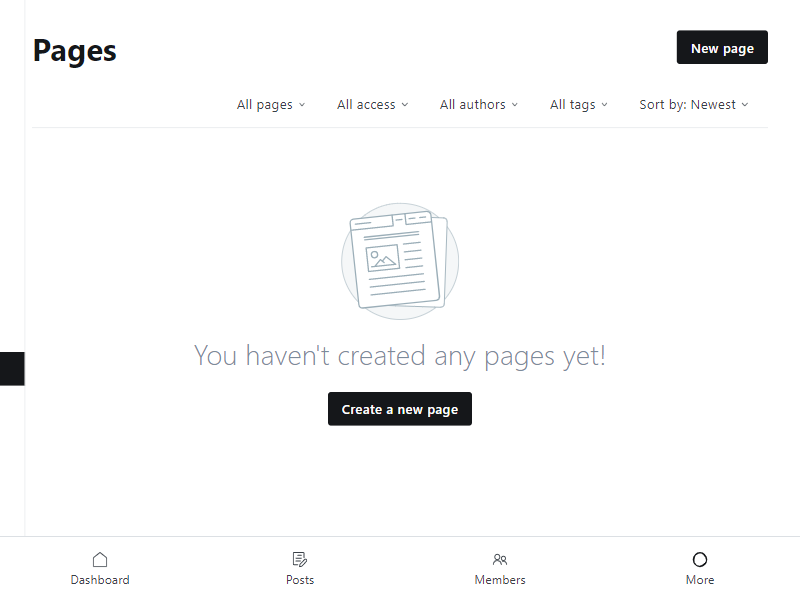 Pages
New page
All pages
All access
All authors
All tags
Sort by: Newest
You haven't created any pages yet!
Create a new page
Dashboard
Posts
Members
More